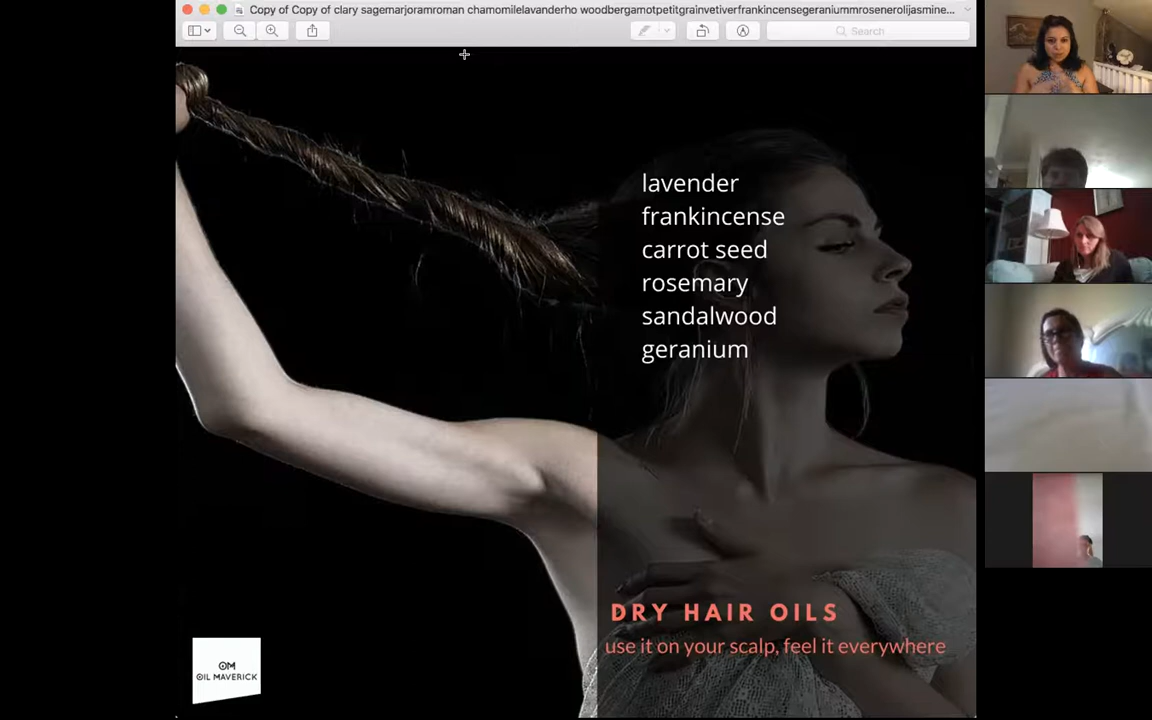 Copy of Copy of clary sagemarjoramroman chamomilelavanderho woodbergamotpetitgrainvetiverfrankincensegeraniummrosenerolijasmine...
Search
lavender
frankincense
carrot seed
rosemary
sandalwood
geranium
DRY HAIR OILS
use it on your scalp, feel it everywhere
OM
OIL MAVERICK